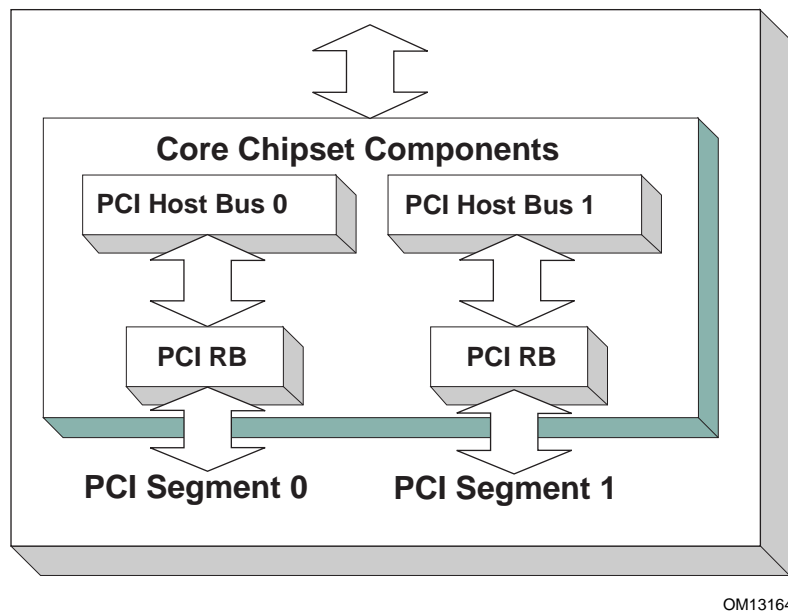 Core Chipset Components
PCI Host Bus 0
PCI Host Bus 1
PCI RB
PCI RB
PCI Segment 0
PCI Segment 1
OM13164